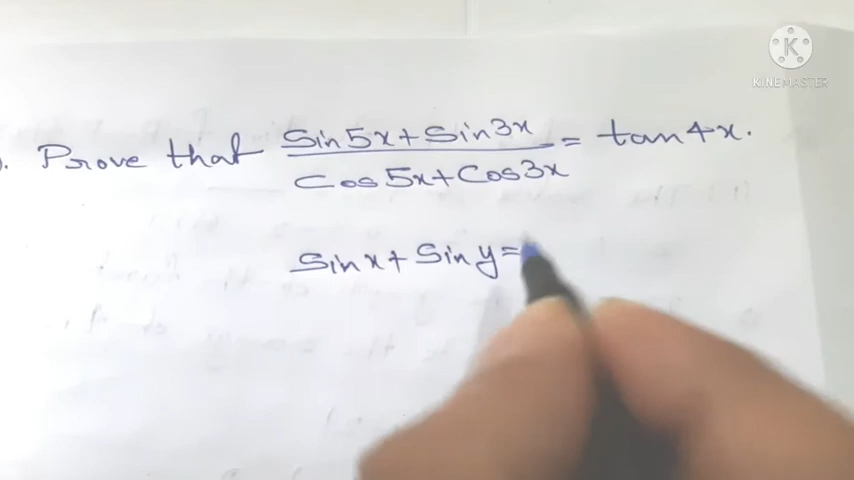 KINEMASTER
. Prove that Sin5x+Sin3x/Cos5x+Cos3x = tan4x.
Sinx+Siny=